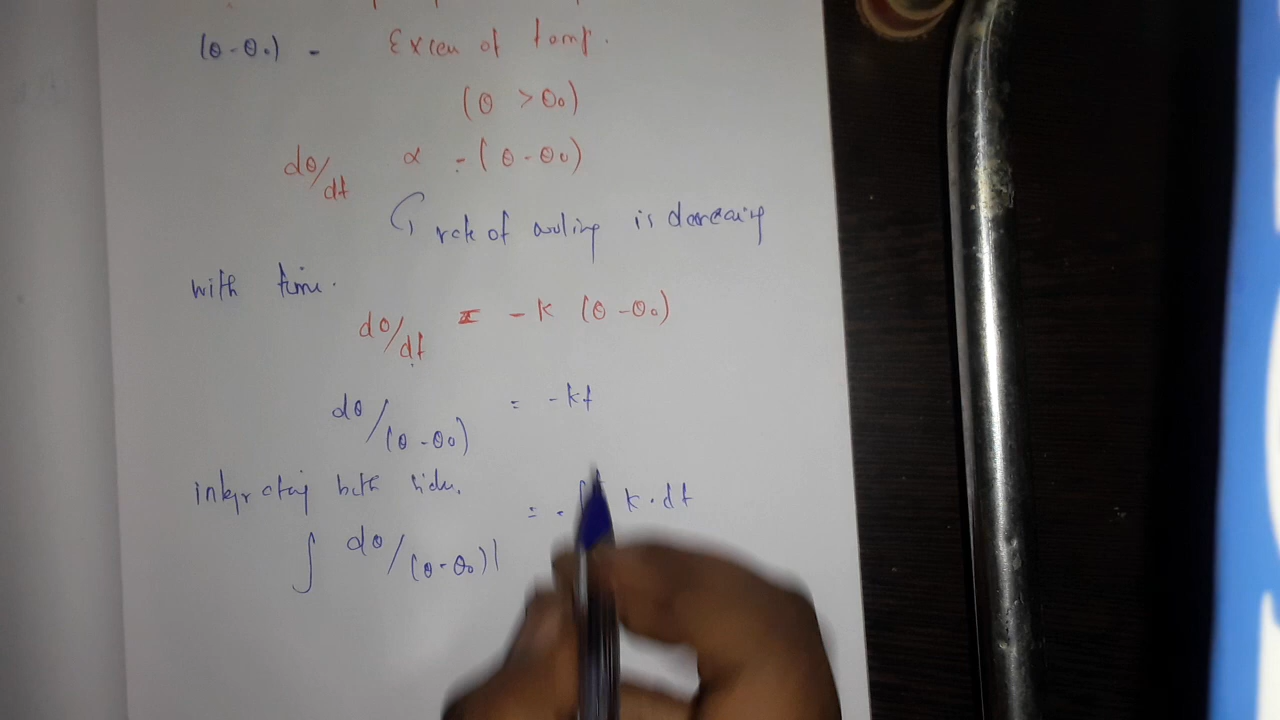 (θ-θ₀) - Excess of temp.
(θ > θ₀)
dθ/dt ∝ -(θ-θ₀)
rate of cooling is decreasing
with time.
dθ/dt = -k (θ-θ₀)
dθ/(θ-θ₀) = -kt
integrating both sides.
∫ dθ/(θ-θ₀) = -∫ k·dt